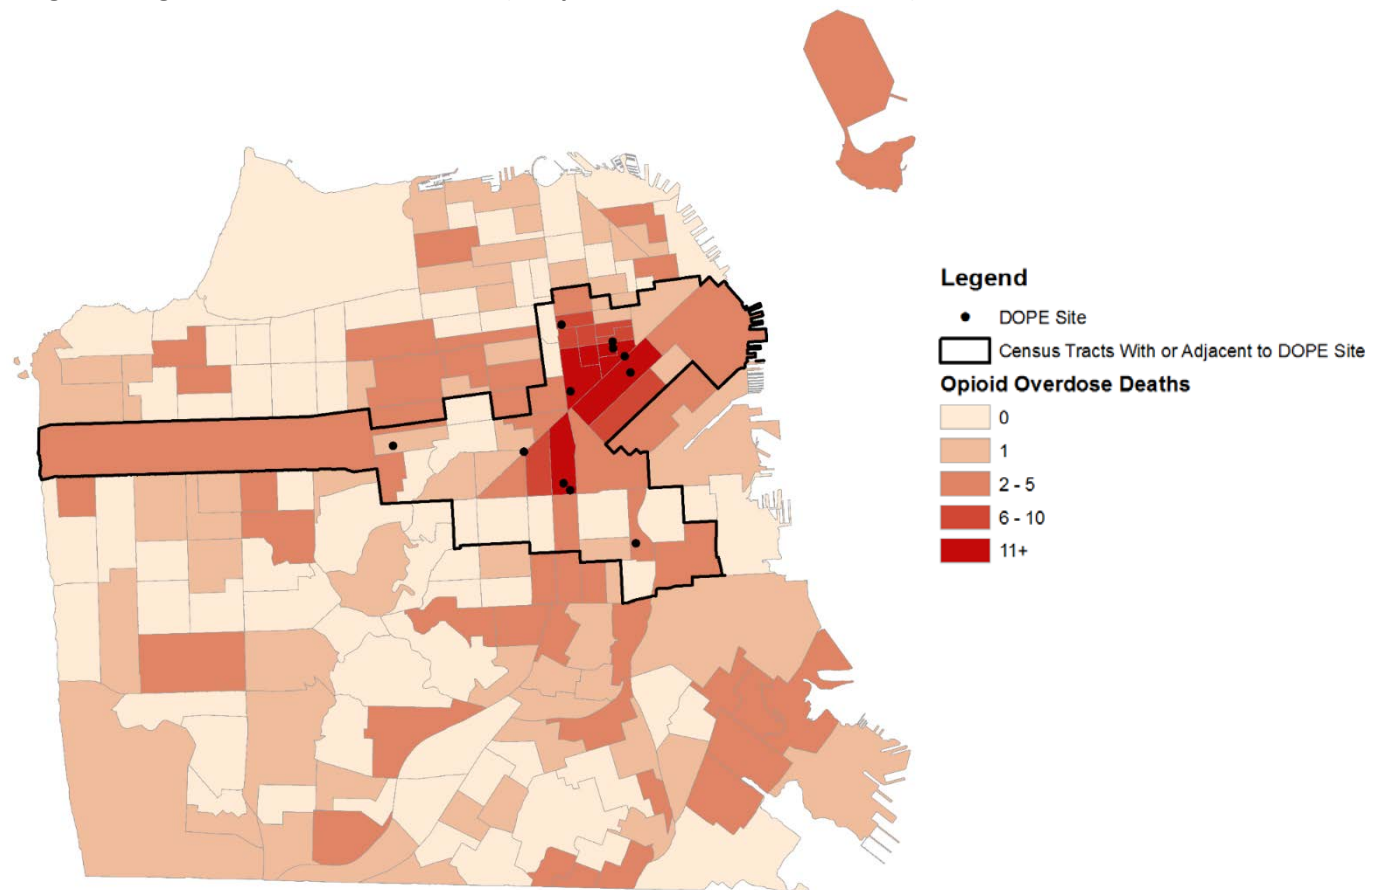 Legend
DOPE Site
Census Tracts With or Adjacent to DOPE Site
Opioid Overdose Deaths
0
1
2 - 5
6 - 10
11+